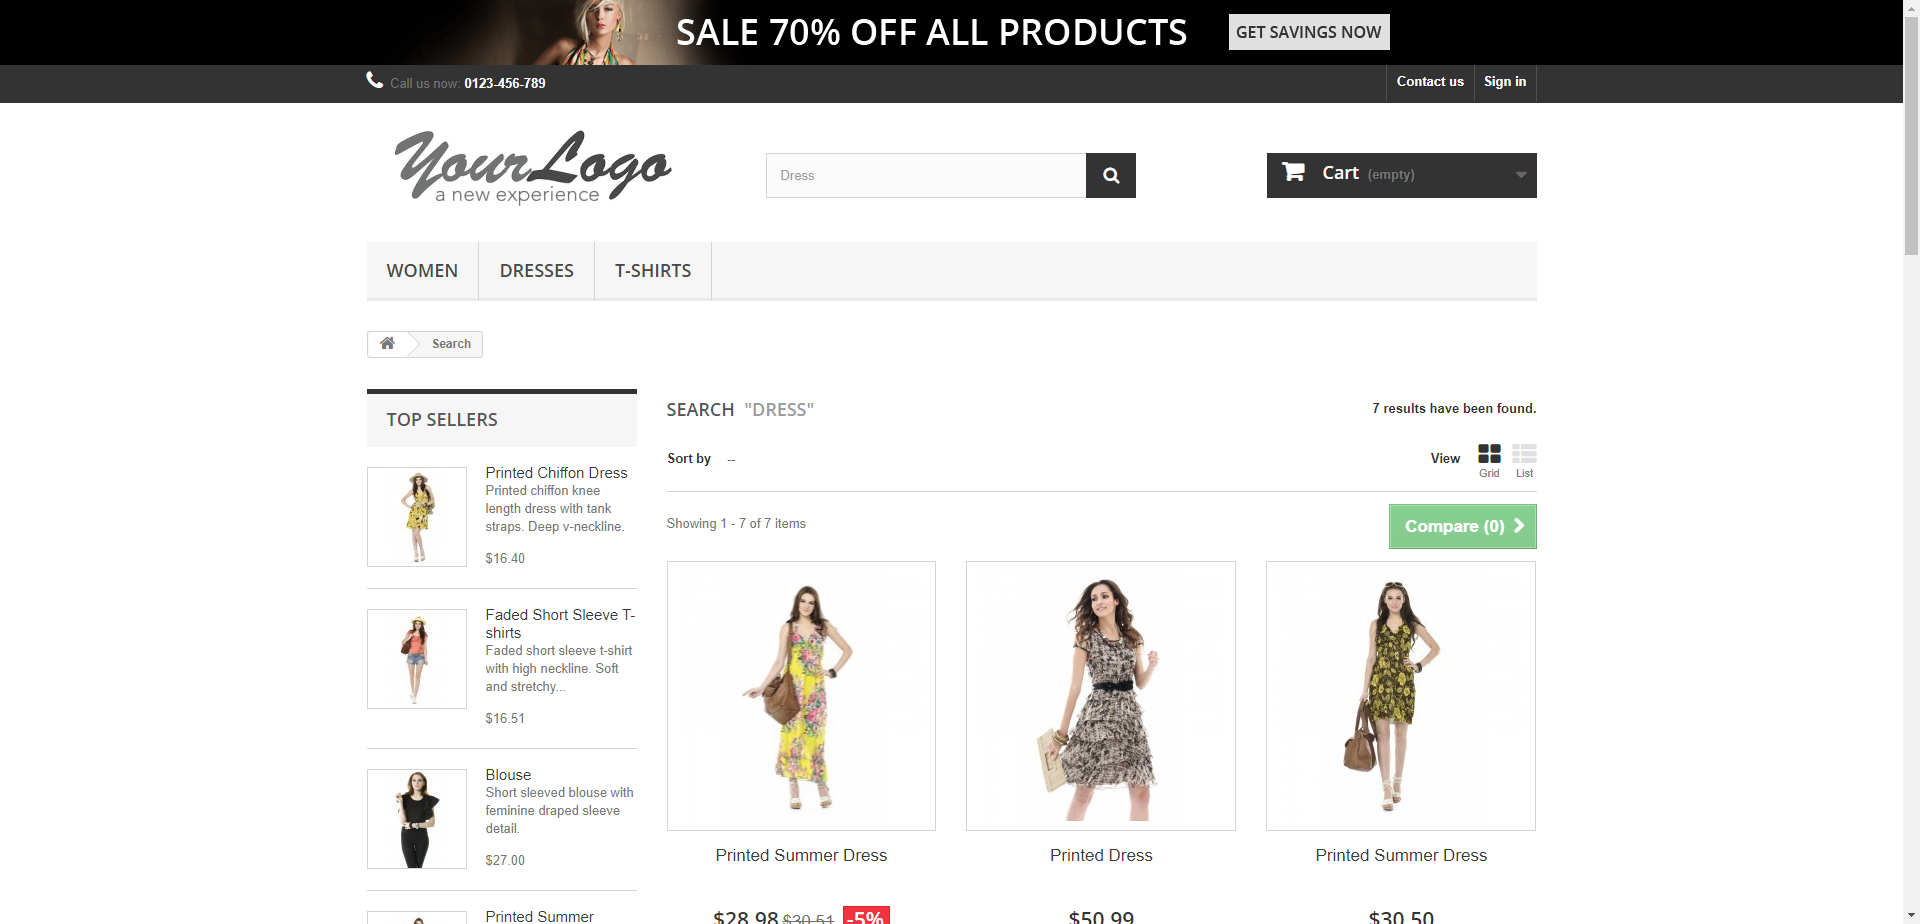 SALE 70% OFF ALL PRODUCTS GET SAVINGS NOW
Call us now: 0123-456-789 Contact us Sign in
YourLogo
a new experience
Dress
Cart (empty)
WOMEN DRESSES T-SHIRTS
Search
TOP SELLERS
Printed Chiffon Dress
Printed chiffon knee
length dress with tank
straps. Deep v-neckline.
$16.40
Faded Short Sleeve T-
shirts
Faded short sleeve t-shirt
with high neckline. Soft
and stretchy...
$16.51
Blouse
Short sleeved blouse with
feminine draped sleeve
detail.
$27.00
Printed Summer
SEARCH "DRESS" 7 results have been found.
Sort by -- View Grid List
Showing 1 - 7 of 7 items Compare (0)
Printed Summer Dress
$28.98 $30.51 -5%
Printed Dress
$50.99
Printed Summer Dress
$30.50